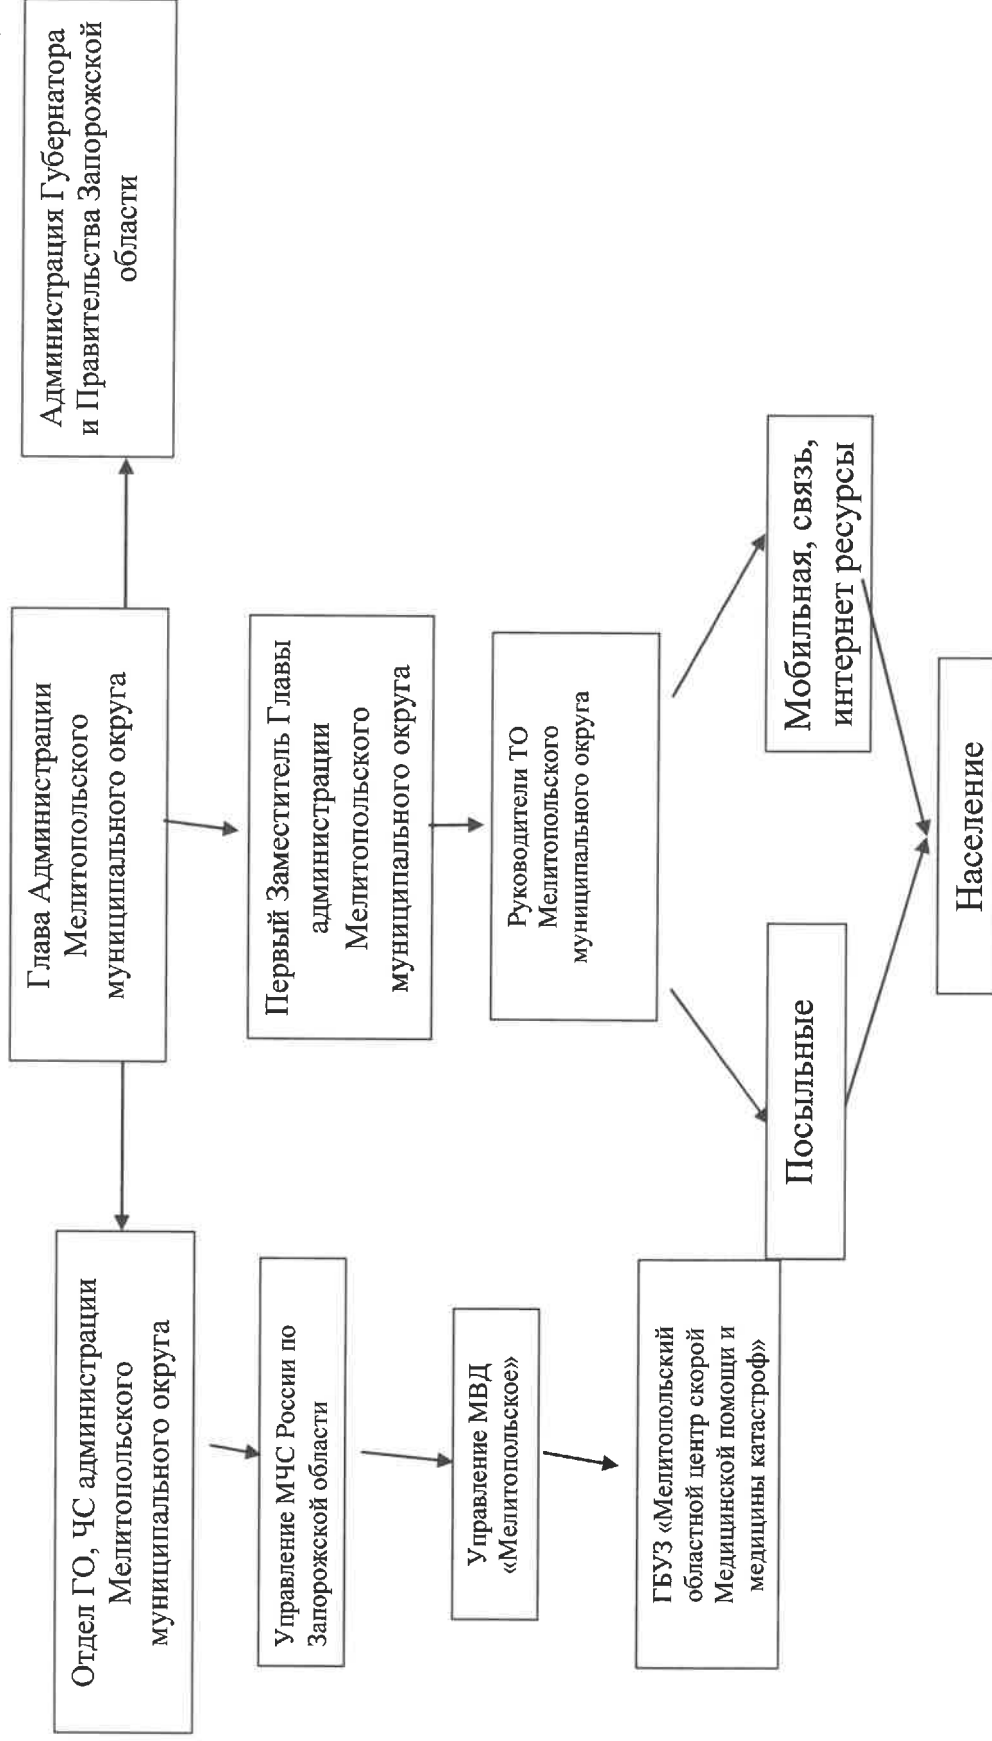 Глава Администрации
Мелитопольского
муниципального округа
Администрация Губернатора
и Правительства Запорожской
области
Отдел ГО, ЧС администрации
Мелитопольского
муниципального округа
Первый Заместитель Главы
администрации
Мелитопольского
муниципального округа
Управление МЧС России по
Запорожской области
Руководители ТО
Мелитопольского
муниципального округа
Управление МВД
«Мелитопольское»
ГБУЗ «Мелитопольский
областной центр скорой
Медицинской помощи и
медицины катастроф»
Посыльные
Мобильная, связь,
интернет ресурсы
Население